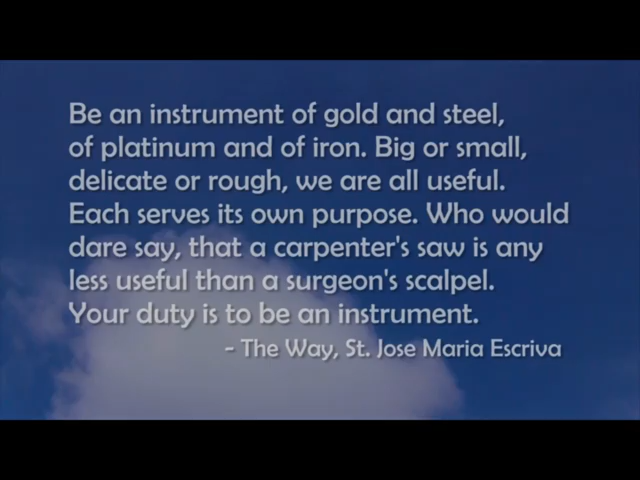 Be an instrument of gold and steel,
of platinum and of iron. Big or small,
delicate or rough, we are all useful.
Each serves its own purpose. Who would
dare say, that a carpenter's saw is any
less useful than a surgeon's scalpel.
Your duty is to be an instrument.
- The Way, St. Jose Maria Escriva